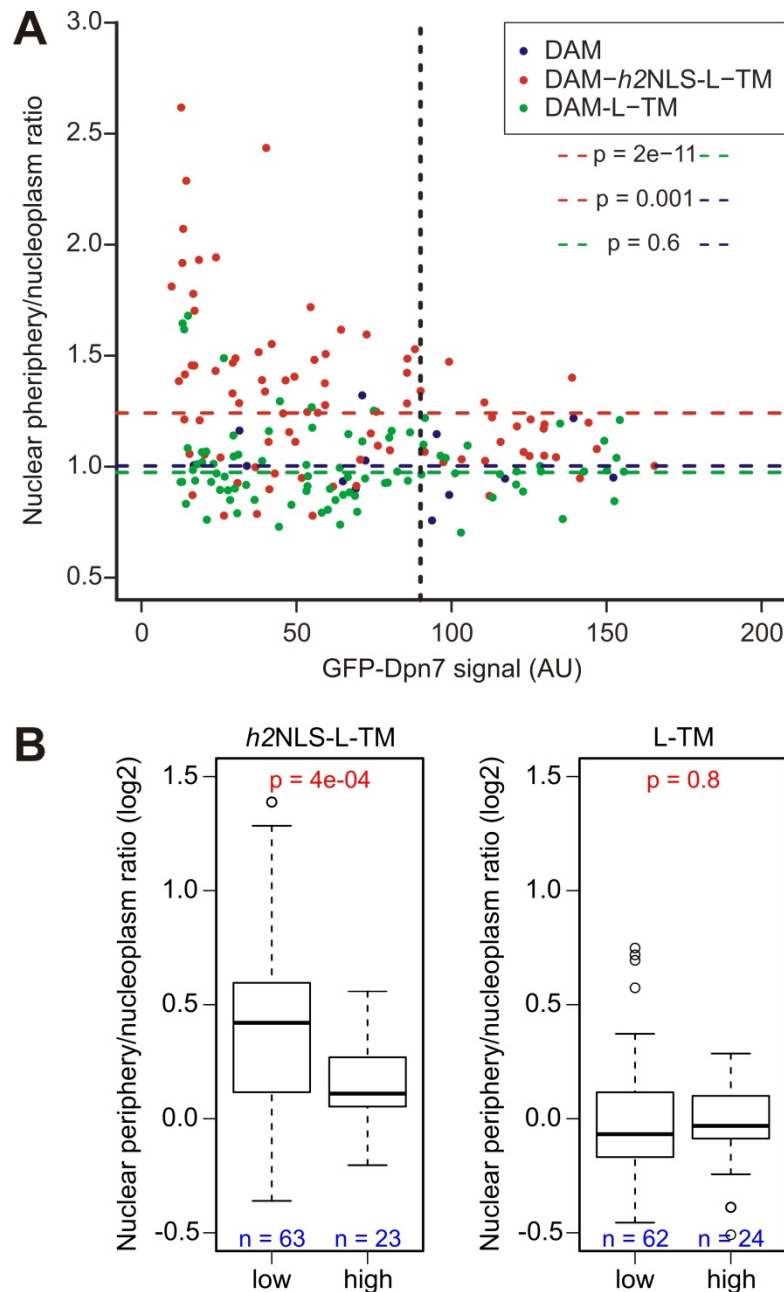 A
DAM
DAM−h2NLS-L−TM
DAM-L−TM
p = 2e−11
p = 0.001
p = 0.6
Nuclear pheriphery/nucleoplasm ratio
3.0
2.5
2.0
1.5
1.0
0.5
0 50 100 150 200
GFP-Dpn7 signal (AU)
B
h2NLS-L-TM
Nuclear periphery/nucleoplasm ratio (log2)
1.5
1.0
0.5
0.0
-0.5
p = 4e-04
n = 63 n = 23
low high
L-TM
Nuclear periphery/nucleoplasm ratio (log2)
1.5
1.0
0.5
0.0
-0.5
p = 0.8
n = 62 n = 24
low high